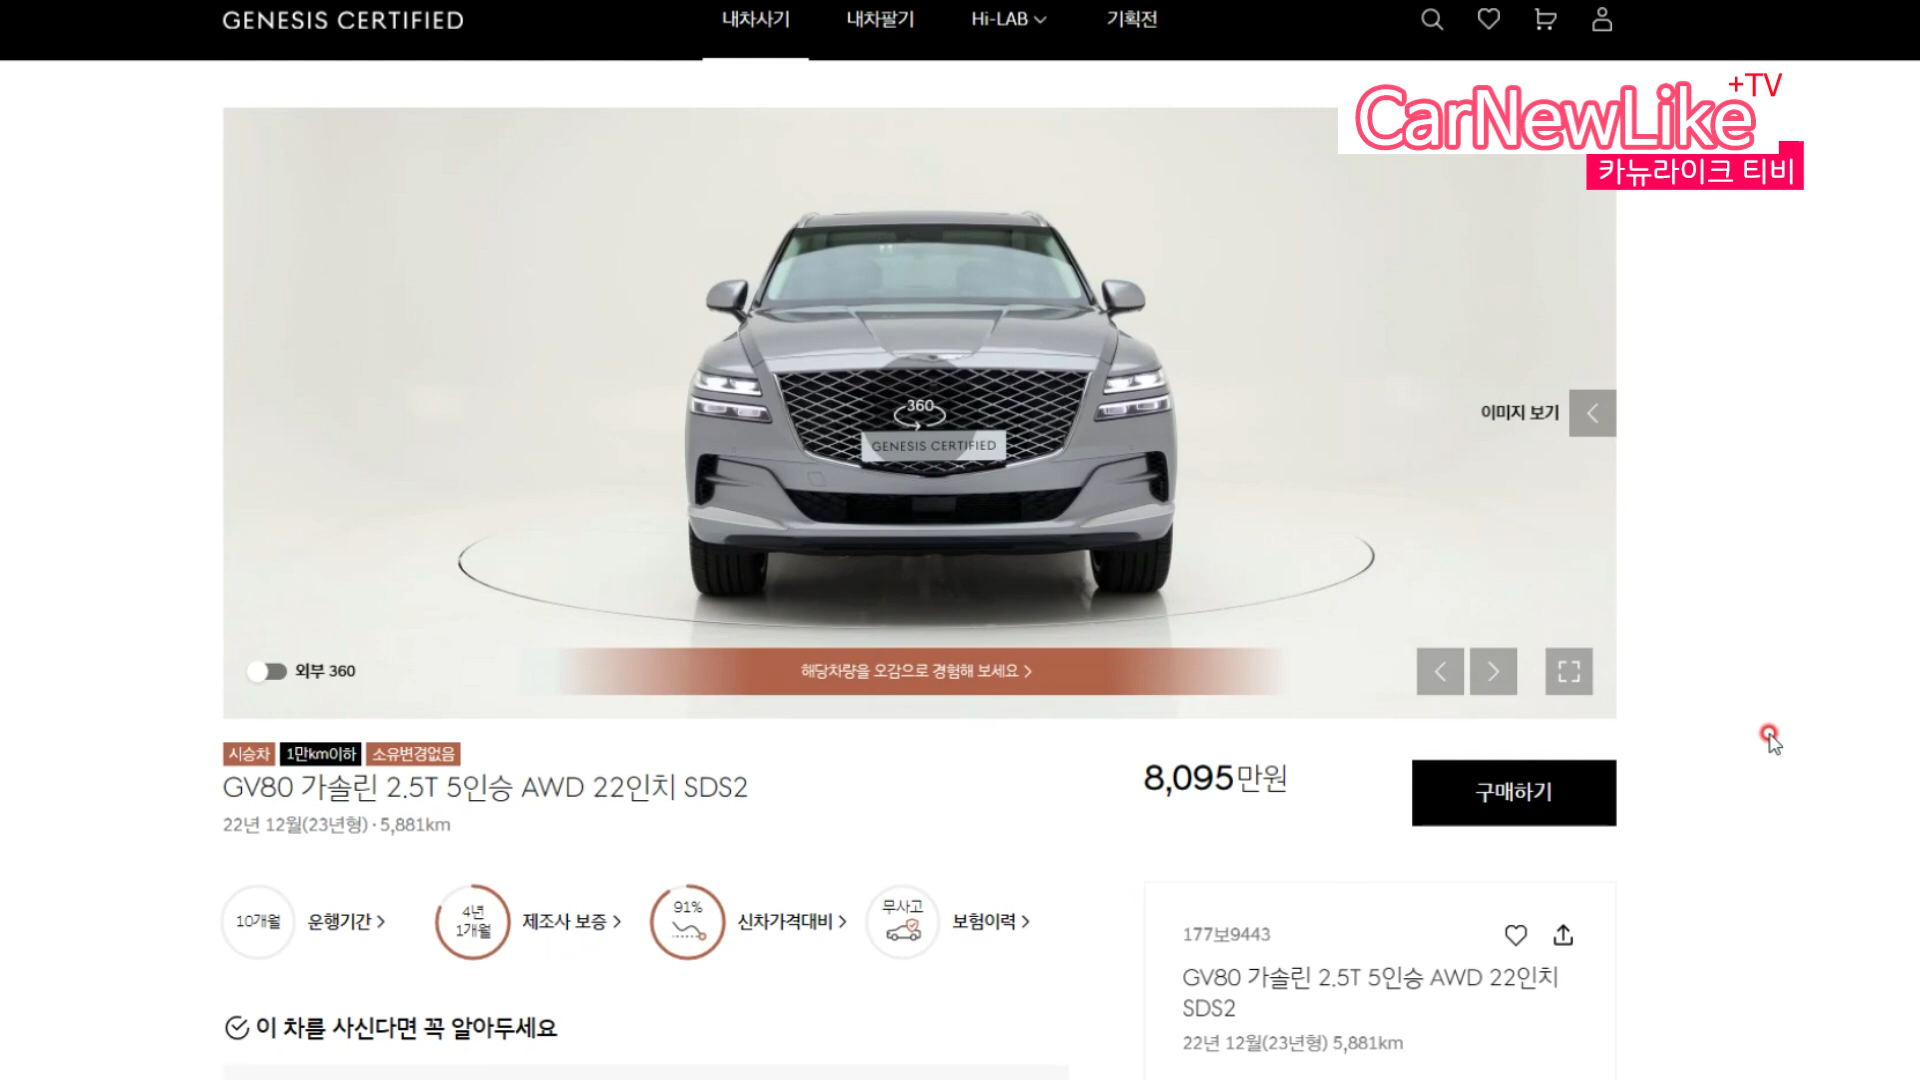 GENESIS CERTIFIED
내차사기
내차팔기
Hi-LAB
기획전
CarNewLike
+TV
카뉴라이크 티비
360
GENESIS CERTIFIED
이미지 보기
외부 360
해당차량을 오감으로 경험해 보세요 >
시승차 1만km이하 소유변경없음
GV80 가솔린 2.5T 5인승 AWD 22인치 SDS2
22년 12월(23년형) · 5,881km
8,095만원
구매하기
10개월
운행기간 >
4년
1개월
제조사 보증 >
91%
신차가격대비 >
무사고
보험이력 >
177보9443
GV80 가솔린 2.5T 5인승 AWD 22인치
SDS2
22년 12월(23년형) 5,881km
이 차를 사신다면 꼭 알아두세요